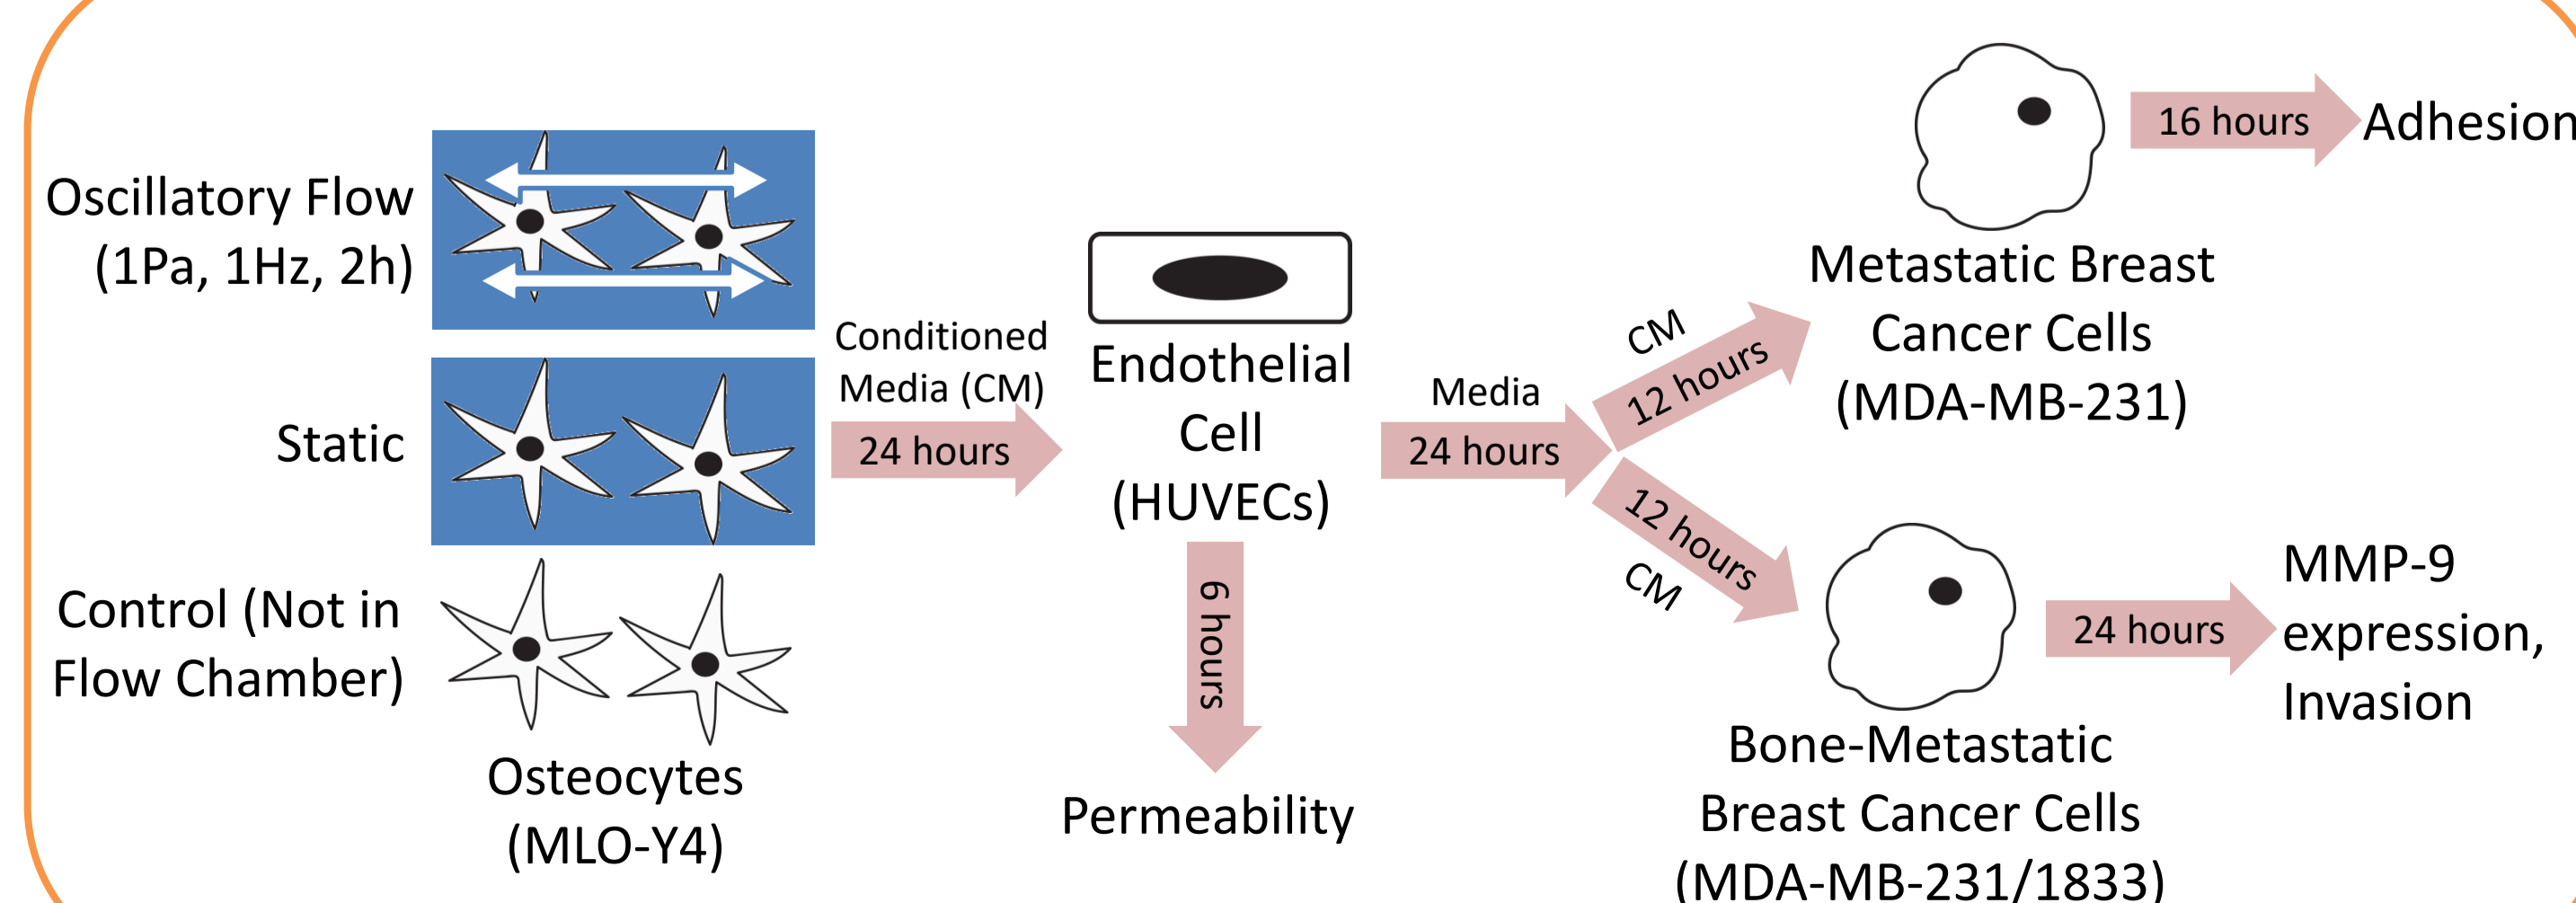 Oscillatory Flow
(1Pa, 1Hz, 2h)
Static
Control (Not in
Flow Chamber)
Osteocytes
(MLO-Y4)
Conditioned
Media (CM)
24 hours
Endothelial
Cell
(HUVECs)
6 hours
Permeability
Media
24 hours
CM
12 hours
12 hours
CM
Metastatic Breast
Cancer Cells
(MDA-MB-231)
16 hours
Adhesion
Bone-Metastatic
Breast Cancer Cells
(MDA-MB-231/1833)
24 hours
MMP-9
expression,
Invasion